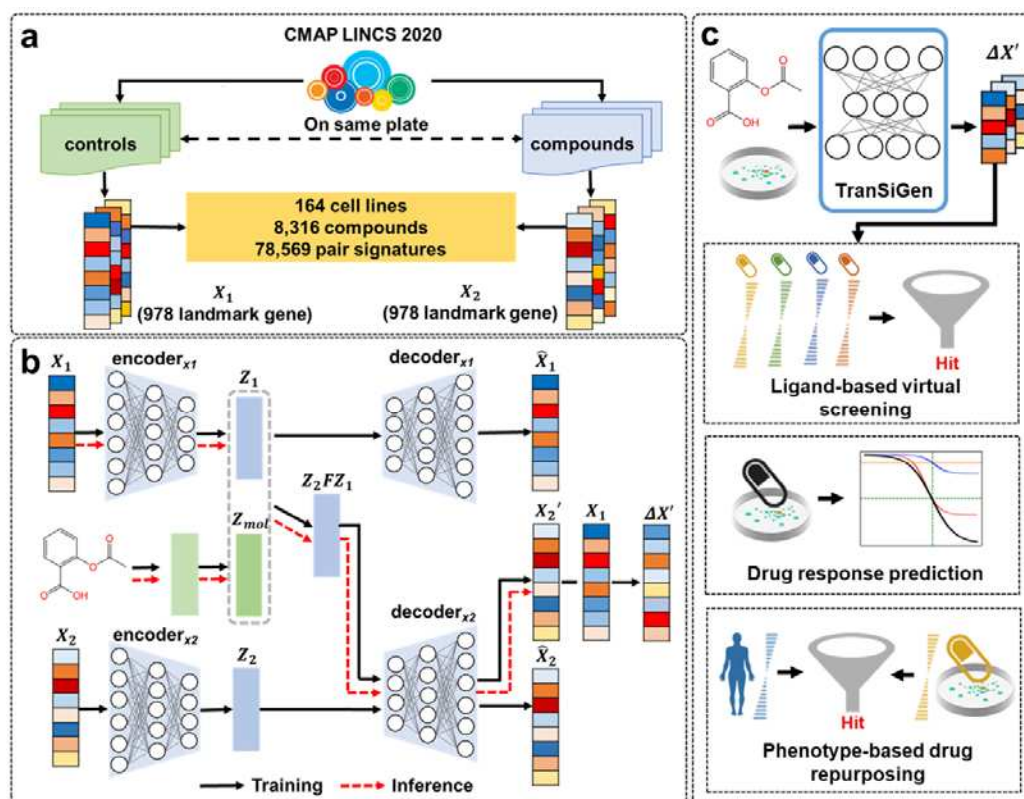 a
CMAP LINCS 2020
On same plate
controls
compounds
164 cell lines
8,316 compounds
78,569 pair signatures
X₁
(978 landmark gene)
X₂
(978 landmark gene)
b
X₁
encoderₓ₁
Z₁
decoderₓ₁
X̂₁
Z₂FZ₁
Zmol
X₂'
X₁
ΔX'
O
O
O
OH
X₂
encoderₓ₂
Z₂
decoderₓ₂
X̂₂
Training
Inference
c
O
O
O
OH
TranSiGen
ΔX'
Hit
Ligand-based virtual
screening
Drug response prediction
Hit
Phenotype-based drug
repurposing